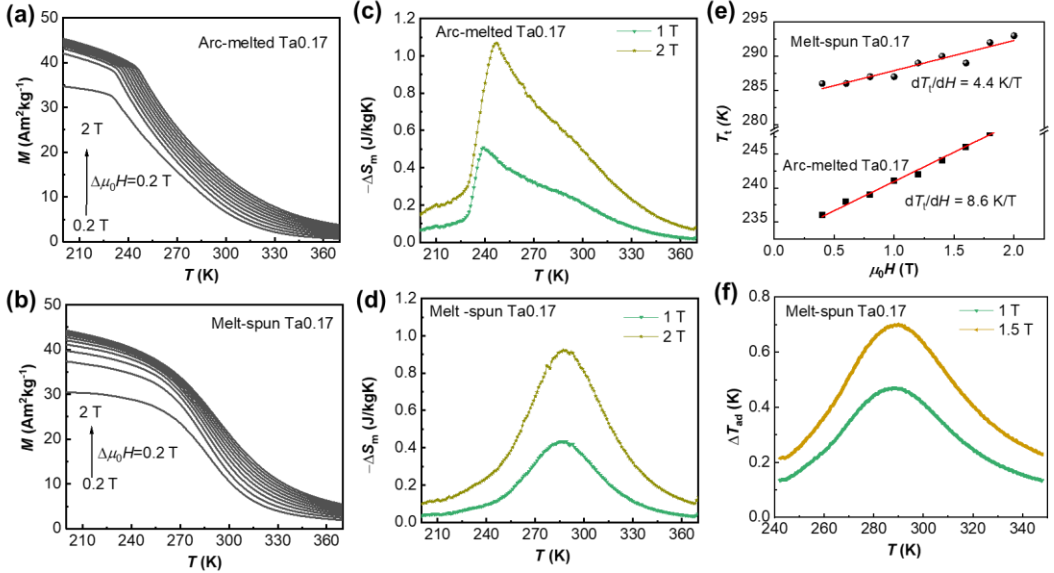 (a)
Arc-melted Ta0.17
50
40
30
20
10
0
M (Am²kg⁻¹)
2 T
Δμ₀H=0.2 T
0.2 T
210 240 270 300 330 360
T (K)
(b)
Melt-spun Ta0.17
50
40
30
20
10
0
M (Am²kg⁻¹)
2 T
Δμ₀H=0.2 T
0.2 T
210 240 270 300 330 360
T (K)
(c)
Arc-melted Ta0.17
1 T
2 T
1.2
1.0
0.8
0.6
0.4
0.2
0.0
−ΔSm (J/kgK)
210 240 270 300 330 360
T (K)
(d)
Melt -spun Ta0.17
1 T
2 T
1.2
1.0
0.8
0.6
0.4
0.2
0.0
−ΔSm (J/kgK)
210 240 270 300 330 360
T (K)
(e)
Melt-spun Ta0.17
dTt/dH = 4.4 K/T
Arc-melted Ta0.17
dTt/dH = 8.6 K/T
295
290
285
280
240
235
Tt (K)
0.0 0.5 1.0 1.5 2.0
μ₀H (T)
(f)
Melt-spun Ta0.17
1 T
1.5 T
0.8
0.6
0.4
0.2
0.0
ΔTad (K)
240 260 280 300 320 340
T (K)